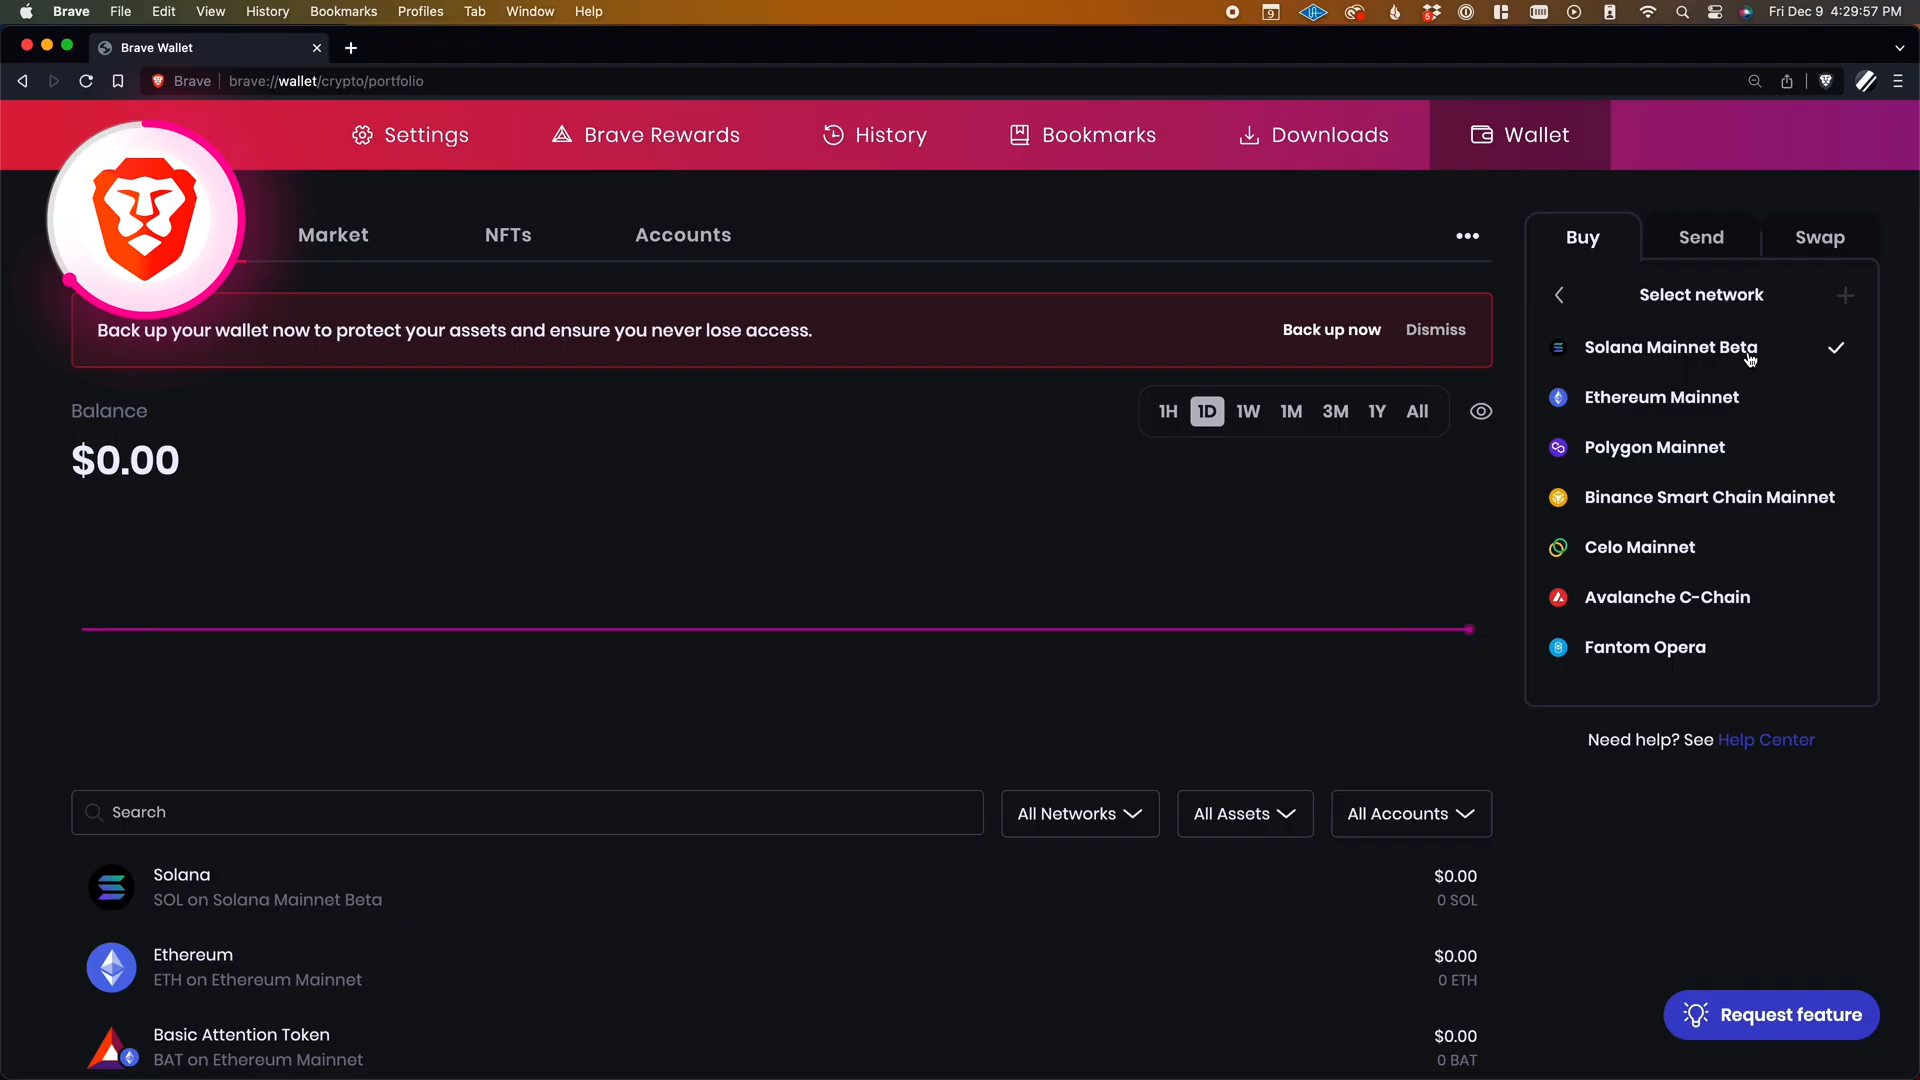 Brave File Edit View History Bookmarks Profiles Tab Window Help
9
5
Fri Dec 9 4:29:57 PM
Brave Wallet
Brave brave://wallet/crypto/portfolio
Settings
Brave Rewards
History
Bookmarks
Downloads
Wallet
Market
NFTs
Accounts
Back up your wallet now to protect your assets and ensure you never lose access.
Back up now
Dismiss
Balance
$0.00
1H 1D 1W 1M 3M 1Y All
Buy
Send
Swap
Select network
Solana Mainnet Beta
Ethereum Mainnet
Polygon Mainnet
Binance Smart Chain Mainnet
Celo Mainnet
Avalanche C-Chain
Fantom Opera
Need help? See Help Center
Search
All Networks
All Assets
All Accounts
Solana
$0.00
SOL on Solana Mainnet Beta
0 SOL
Ethereum
$0.00
ETH on Ethereum Mainnet
0 ETH
Basic Attention Token
$0.00
BAT on Ethereum Mainnet
0 BAT
Request feature